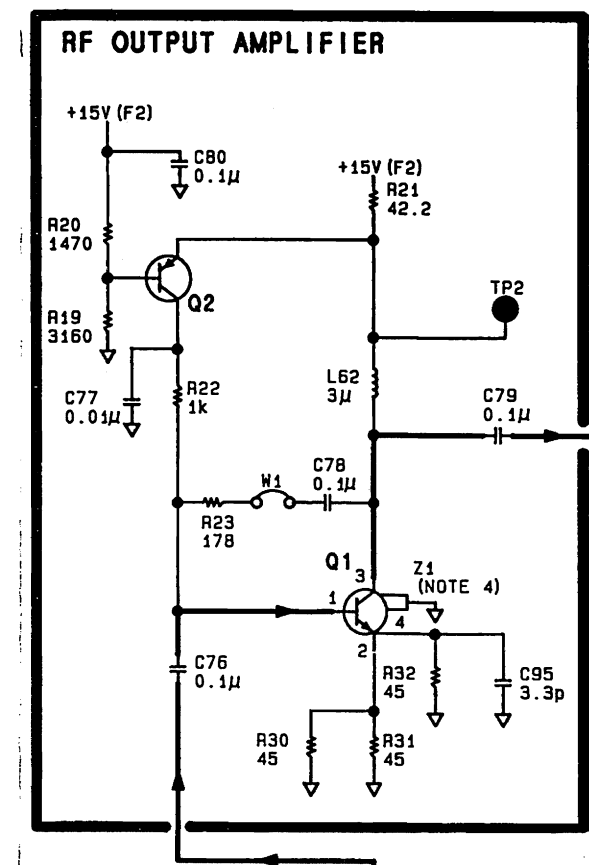 RF OUTPUT AMPLIFIER
+15V (F2)
C80
0.1µ
+15V (F2)
R21
42.2
R20
1470
Q2
TP2
R19
3160
C77
0.01µ
R22
1k
L62
3µ
C79
0.1µ
W1
C78
0.1µ
R23
178
Q1
3
Z1
(NOTE 4)
1
4
2
C76
0.1µ
R32
45
C95
3.3p
R30
45
R31
45